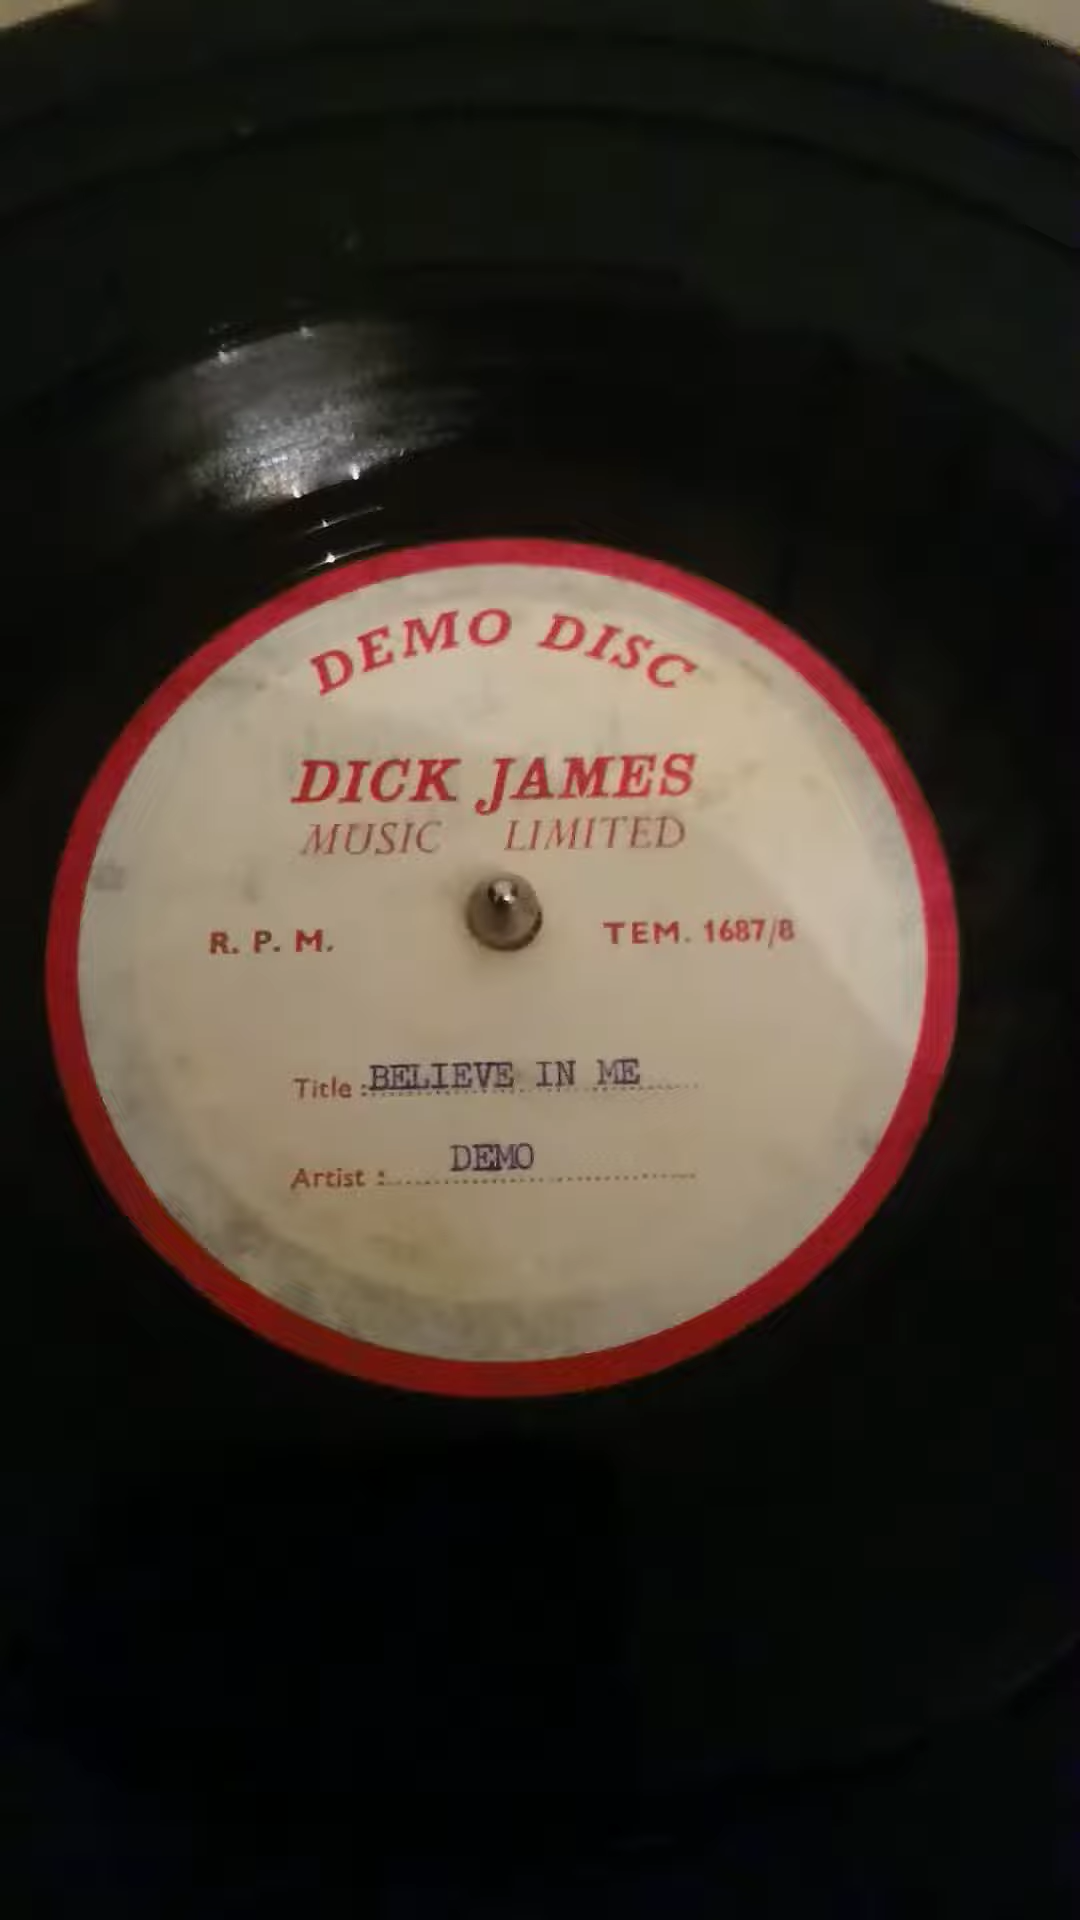 DEMO DISC
DICK JAMES
MUSIC LIMITED
R. P. M. TEM. 1687/8
Title : BELIEVE IN ME
Artist : DEMO